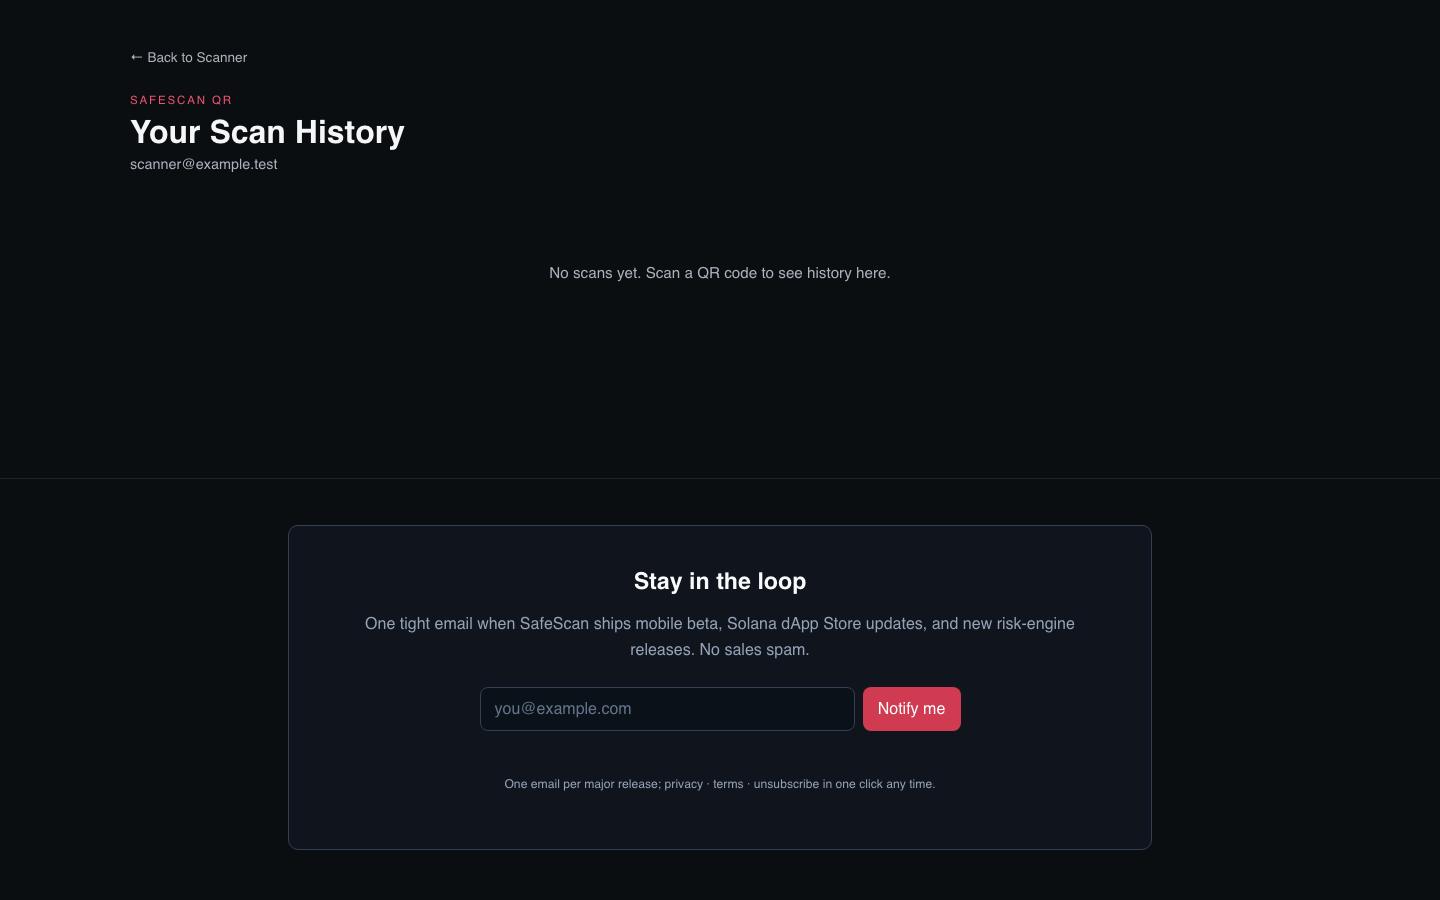 ← Back to Scanner
SAFESCAN QR
Your Scan History
scanner@example.test
No scans yet. Scan a QR code to see history here.
Stay in the loop
One tight email when SafeScan ships mobile beta, Solana dApp Store updates, and new risk-engine
releases. No sales spam.
you@example.com
Notify me
One email per major release; privacy · terms · unsubscribe in one click any time.